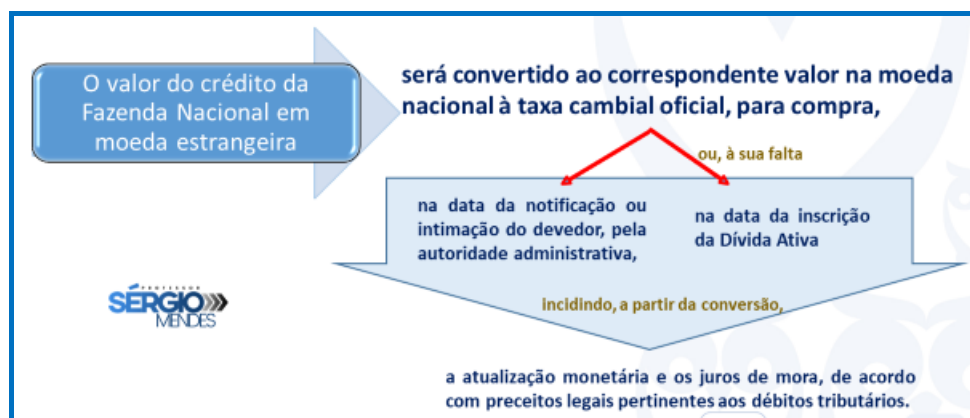 O valor do crédito da
Fazenda Nacional em
moeda estrangeira
será convertido ao correspondente valor na moeda
nacional à taxa cambial oficial, para compra,
ou, à sua falta
na data da notificação ou
intimação do devedor, pela
autoridade administrativa,
na data da inscrição
da Dívida Ativa
incidindo, a partir da conversão,
a atualização monetária e os juros de mora, de acordo
com preceitos legais pertinentes aos débitos tributários.
PROFESSOR
SÉRGIO
MENDES